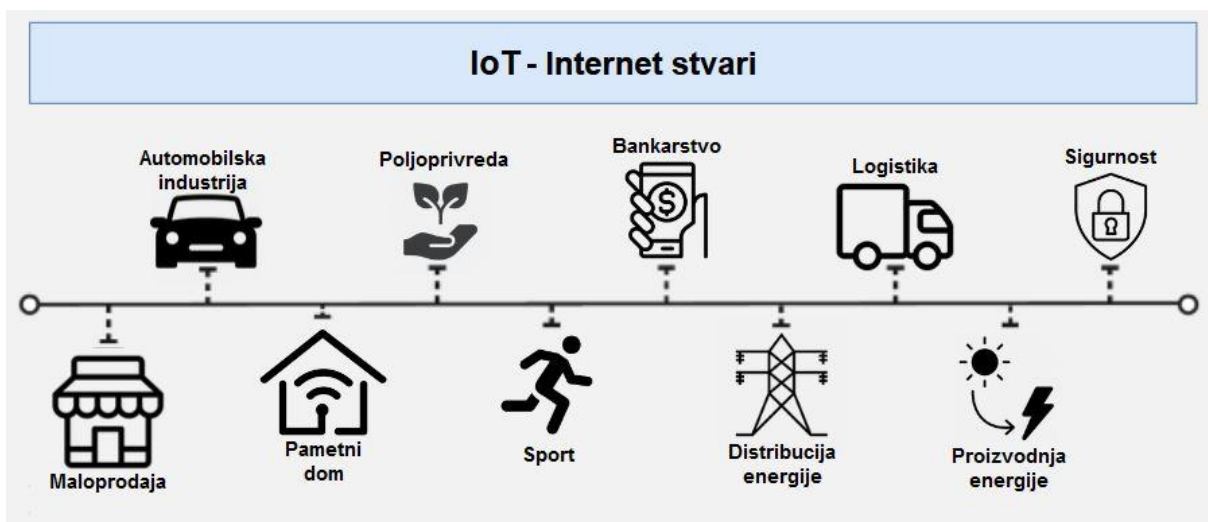 IoT - Internet stvari
Automobilska
industrija
Poljoprivreda
Bankarstvo
$
Logistika
Sigurnost
Maloprodaja
Pametni
dom
Sport
Distribucija
energije
Proizvodnja
energije